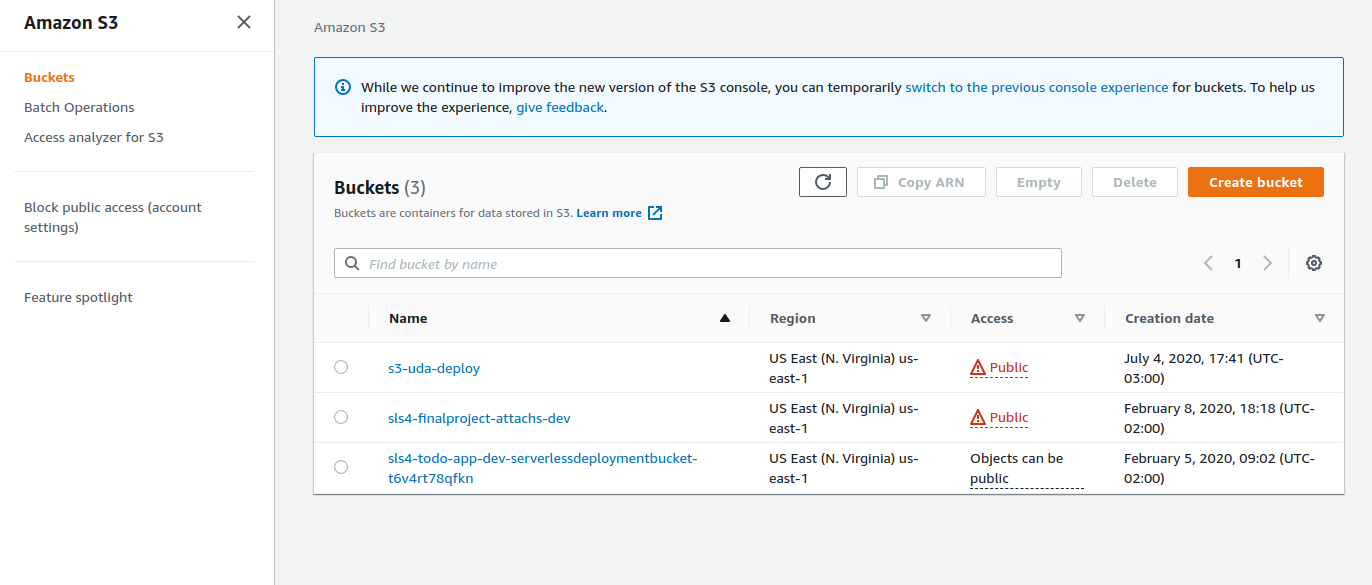 Amazon S3
Buckets
Batch Operations
Access analyzer for S3
Block public access (account
settings)
Feature spotlight
Amazon S3
While we continue to improve the new version of the S3 console, you can temporarily switch to the previous console experience for buckets. To help us
improve the experience, give feedback.
Buckets (3)
Copy ARN
Empty
Delete
Create bucket
Buckets are containers for data stored in S3. Learn more
Find bucket by name
1
Name
Region
Access
Creation date
s3-uda-deploy
US East (N. Virginia) us-
east-1
Public
July 4, 2020, 17:41 (UTC-
03:00)
sls4-finalproject-attachs-dev
US East (N. Virginia) us-
east-1
Public
February 8, 2020, 18:18 (UTC-
02:00)
sls4-todo-app-dev-serverlessdeploymentbucket-
t6v4rt78qfkn
US East (N. Virginia) us-
east-1
Objects can be
public
February 5, 2020, 09:02 (UTC-
02:00)